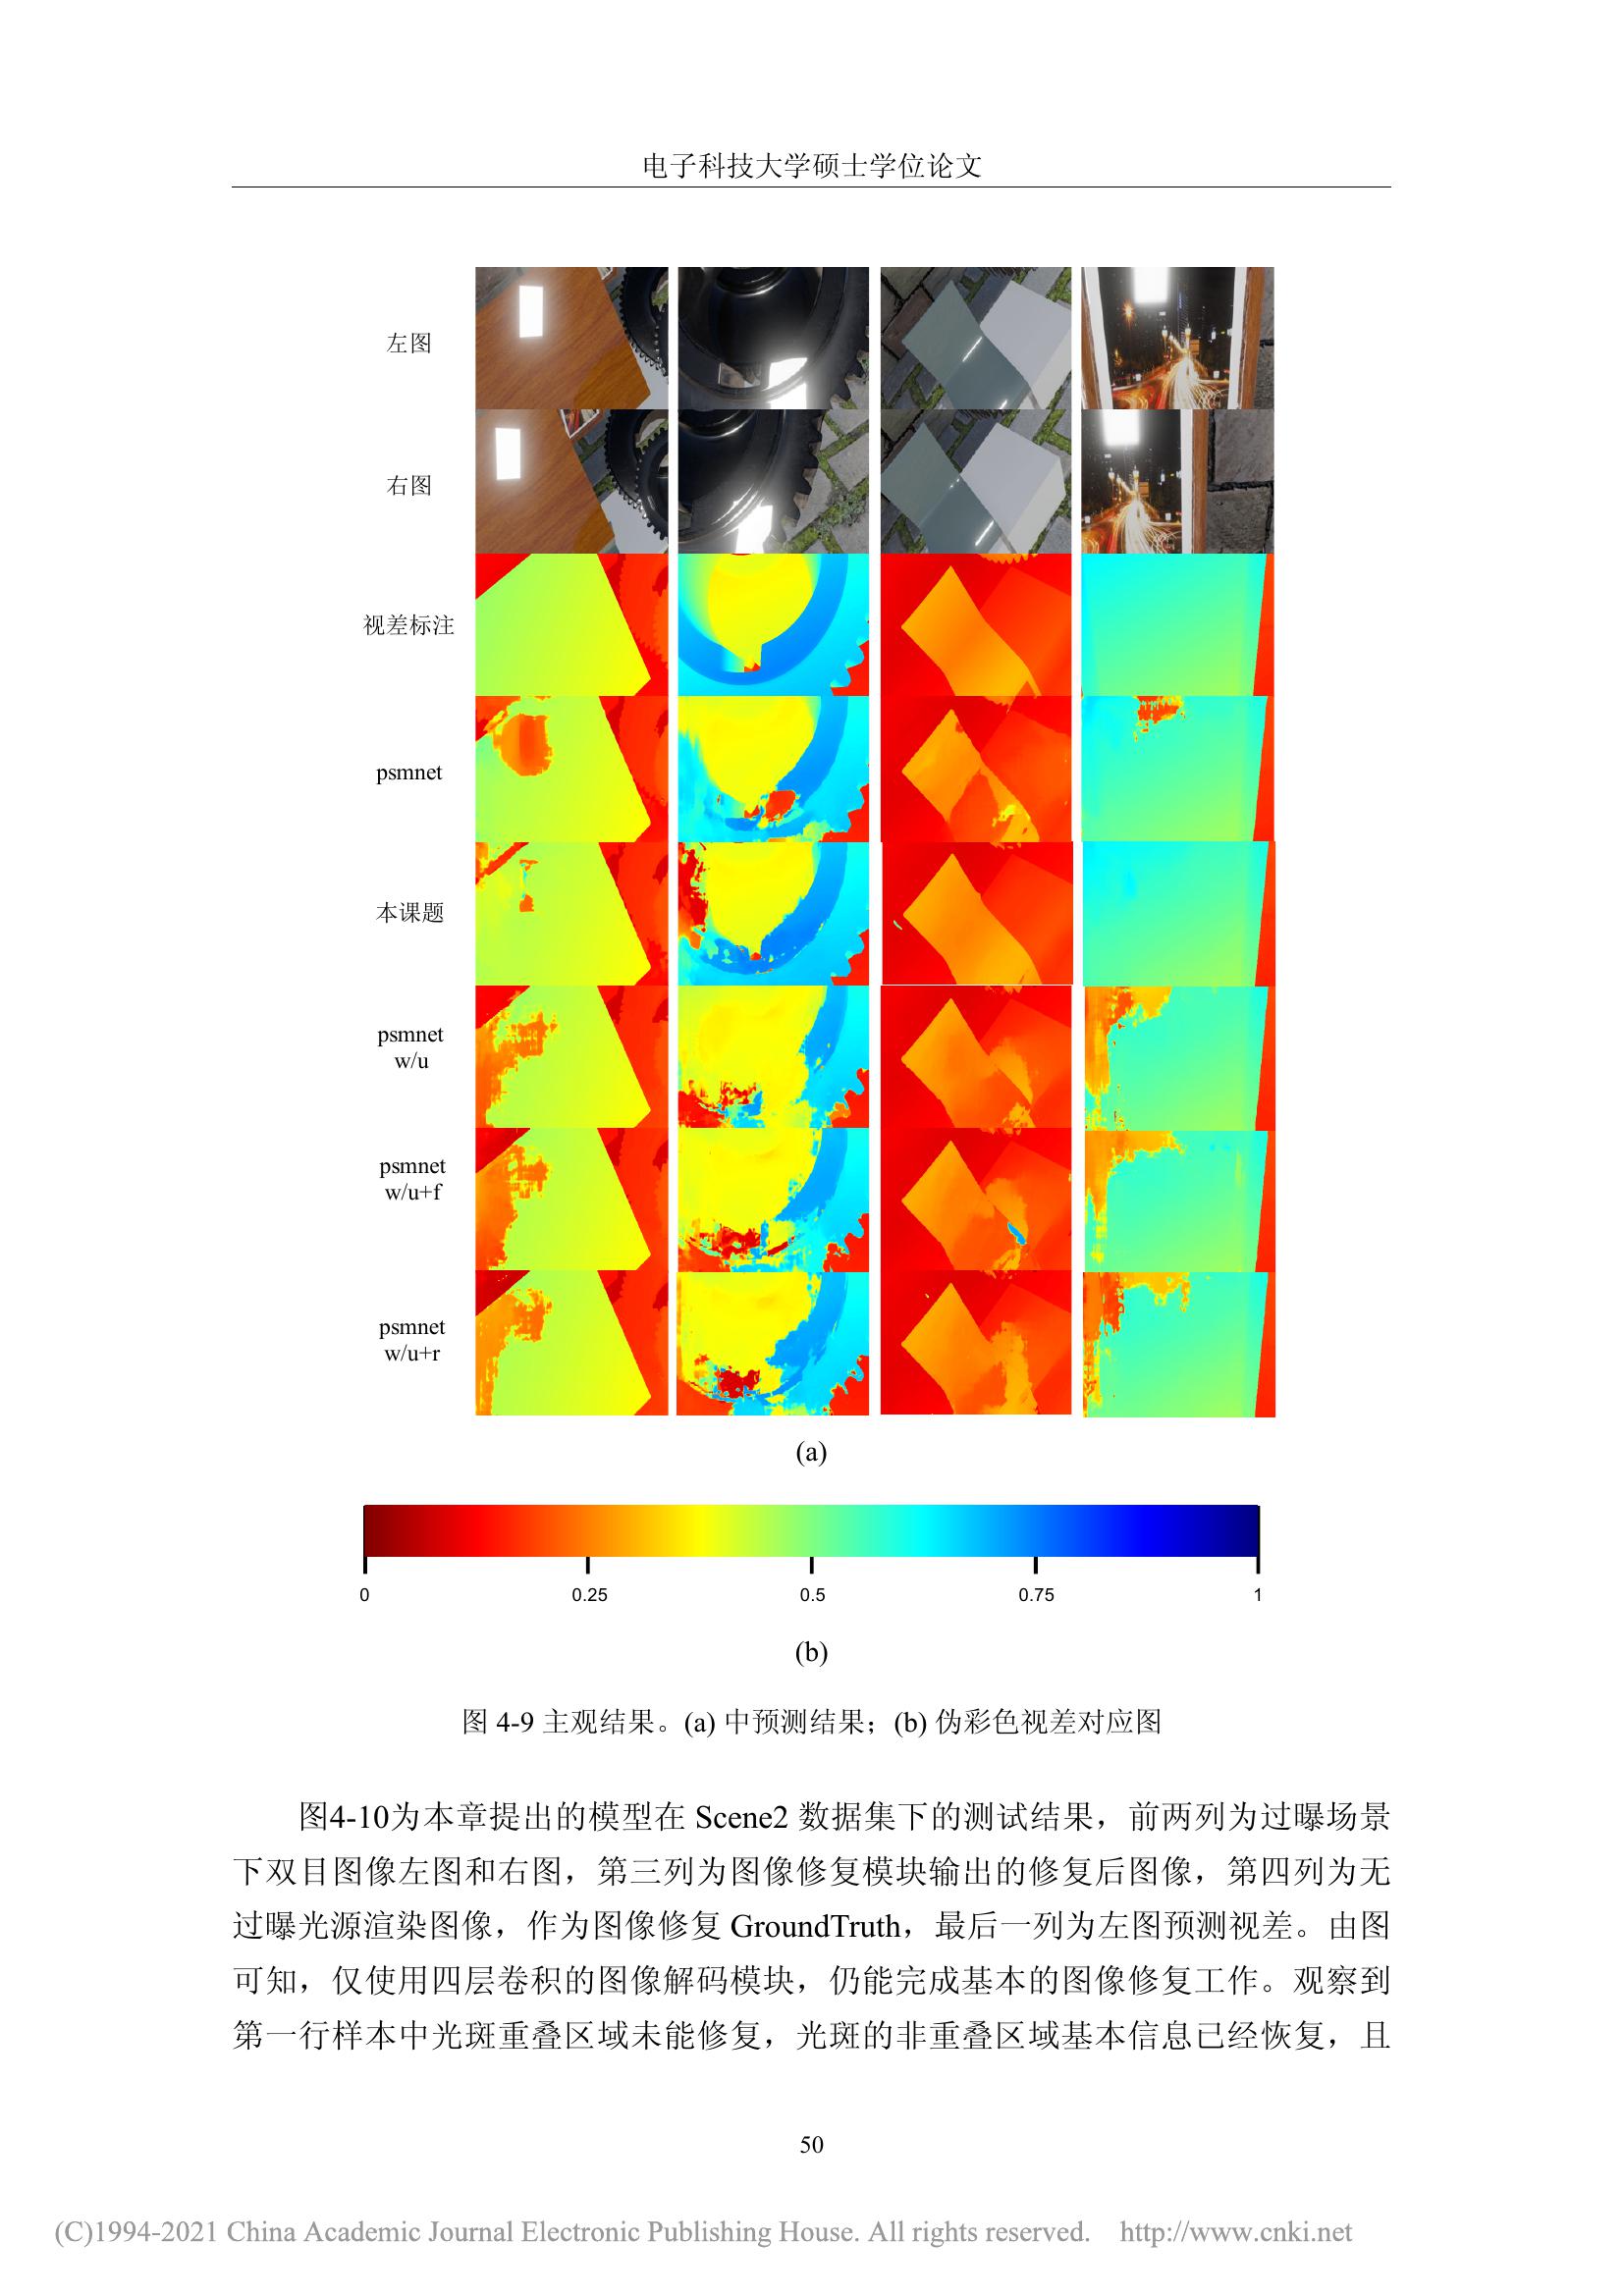 电子科技大学硕士学位论文
左图
右图
视差标注
psmnet
本课题
psmnet
w/u
psmnet
w/u+f
psmnet
w/u+r
(a)
0 0.25 0.5 0.75 1
(b)
图 4-9 主观结果。(a) 中预测结果；(b) 伪彩色视差对应图
图4-10为本章提出的模型在 Scene2 数据集下的测试结果，前两列为过曝场景
下双目图像左图和右图，第三列为图像修复模块输出的修复后图像，第四列为无
过曝光源渲染图像，作为图像修复 GroundTruth，最后一列为左图预测视差。由图
可知，仅使用四层卷积的图像解码模块，仍能完成基本的图像修复工作。观察到
第一行样本中光斑重叠区域未能修复，光斑的非重叠区域基本信息已经恢复，且
50
(C)1994-2021 China Academic Journal Electronic Publishing House. All rights reserved. http://www.cnki.net